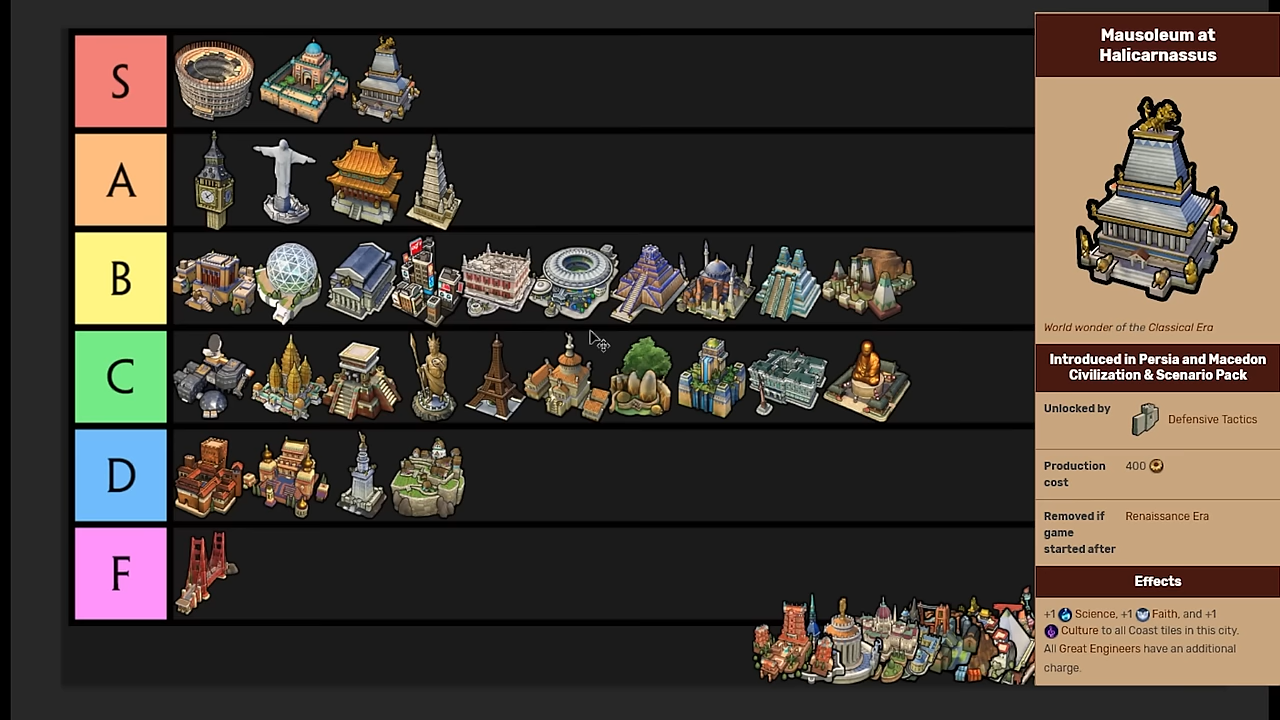 S
A
B
C
D
F
Mausoleum at
Halicarnassus
World wonder of the Classical Era
Introduced in Persia and Macedon
Civilization & Scenario Pack
Unlocked by
Defensive Tactics
Production
cost
400
Removed if
game
started after
Renaissance Era
Effects
+1 Science, +1 Faith, and +1
Culture to all Coast tiles in this city.
All Great Engineers have an additional
charge.